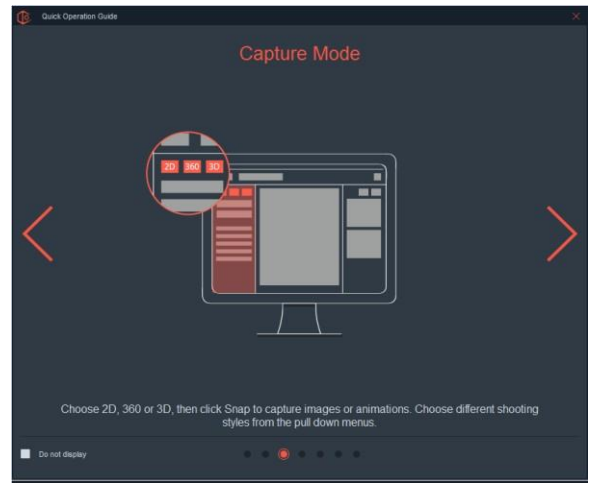 Quick Operation Guide
Capture Mode
2D 360 3D
Choose 2D, 360 or 3D, then click Snap to capture images or animations. Choose different shooting
styles from the pull down menus.
Do not display